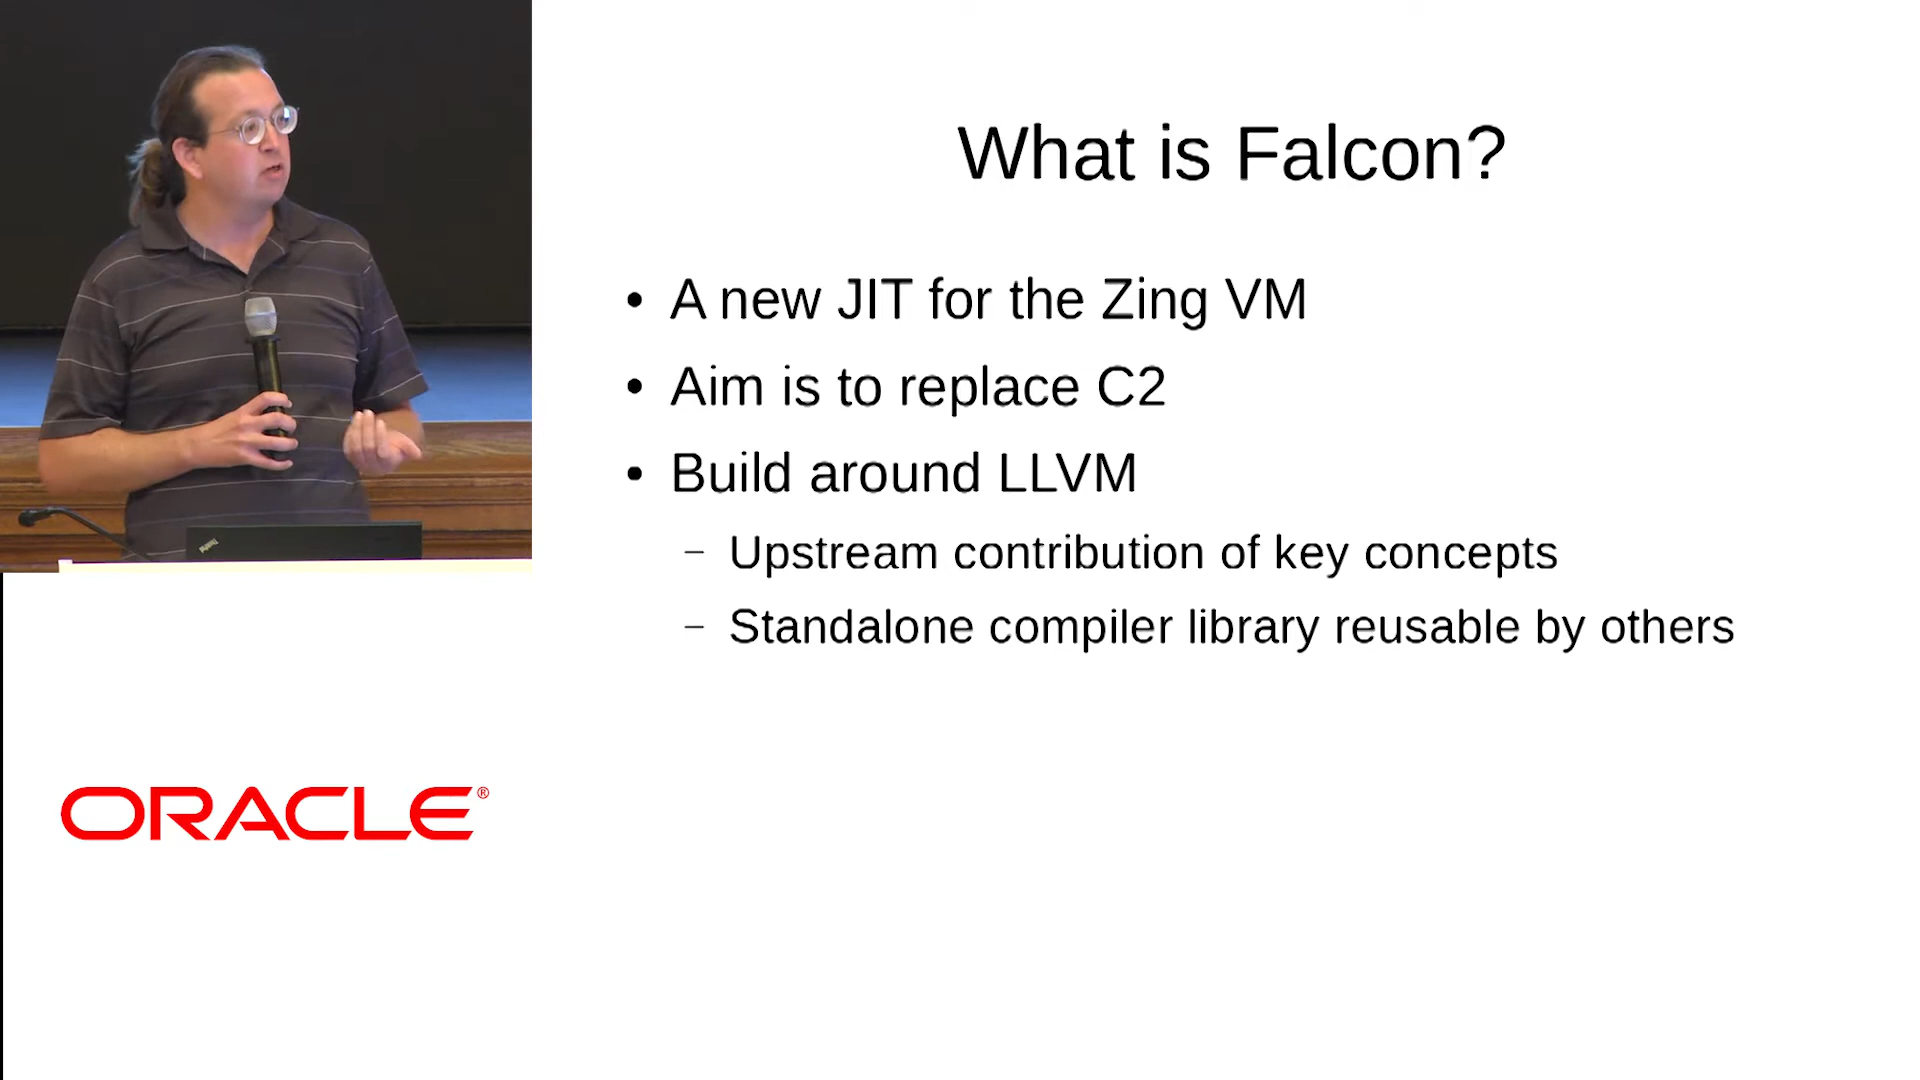 What is Falcon?
• A new JIT for the Zing VM
• Aim is to replace C2
• Build around LLVM
– Upstream contribution of key concepts
– Standalone compiler library reusable by others
ORACLE®